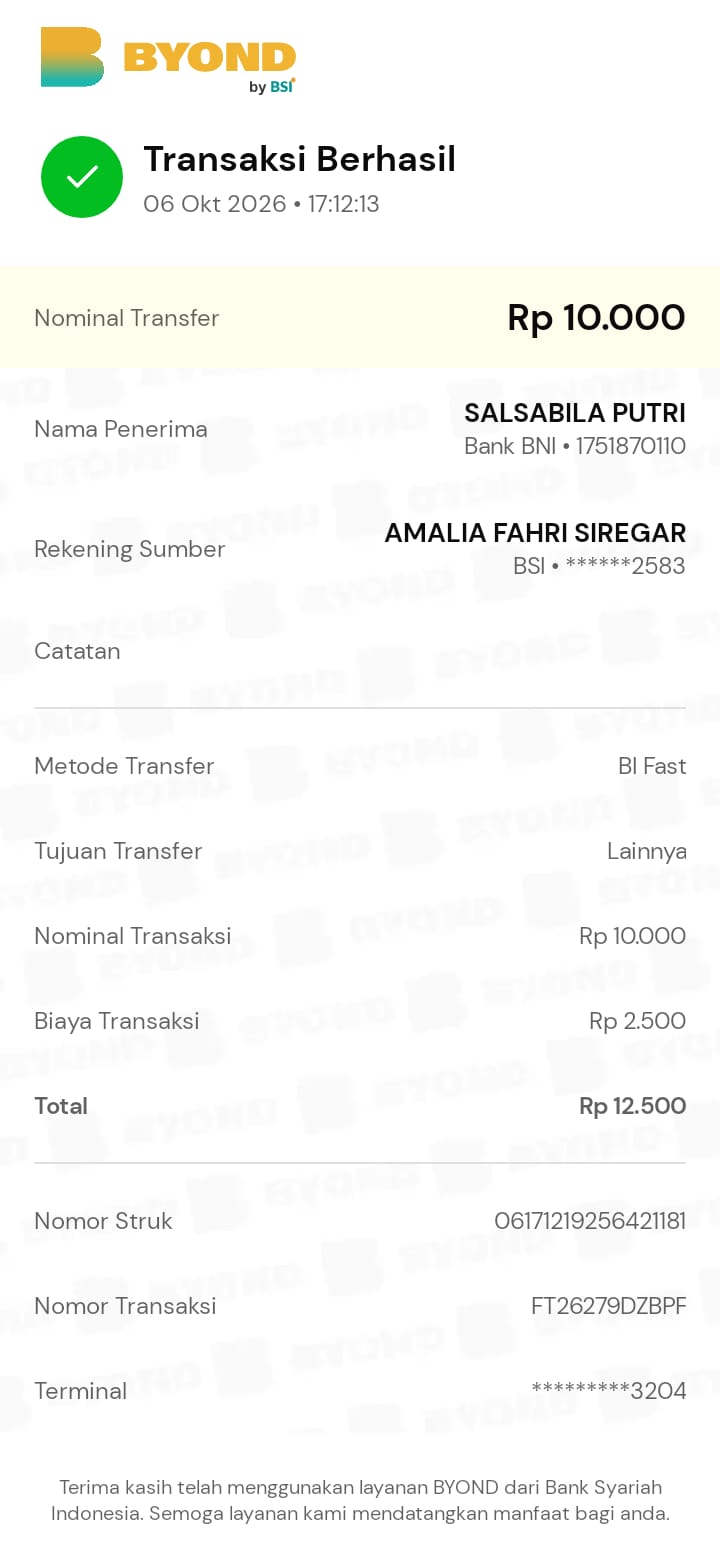 BYOND
by BSI
Transaksi Berhasil
06 Okt 2026 • 17:12:13
Nominal Transfer Rp 10.000
Nama Penerima SALSABILA PUTRI
Bank BNI • 1751870110
Rekening Sumber AMALIA FAHRI SIREGAR
BSI • ******2583
Catatan
Metode Transfer BI Fast
Tujuan Transfer Lainnya
Nominal Transaksi Rp 10.000
Biaya Transaksi Rp 2.500
Total Rp 12.500
Nomor Struk 06171219256421181
Nomor Transaksi FT26279DZBPF
Terminal *********3204
Terima kasih telah menggunakan layanan BYOND dari Bank Syariah
Indonesia. Semoga layanan kami mendatangkan manfaat bagi anda.